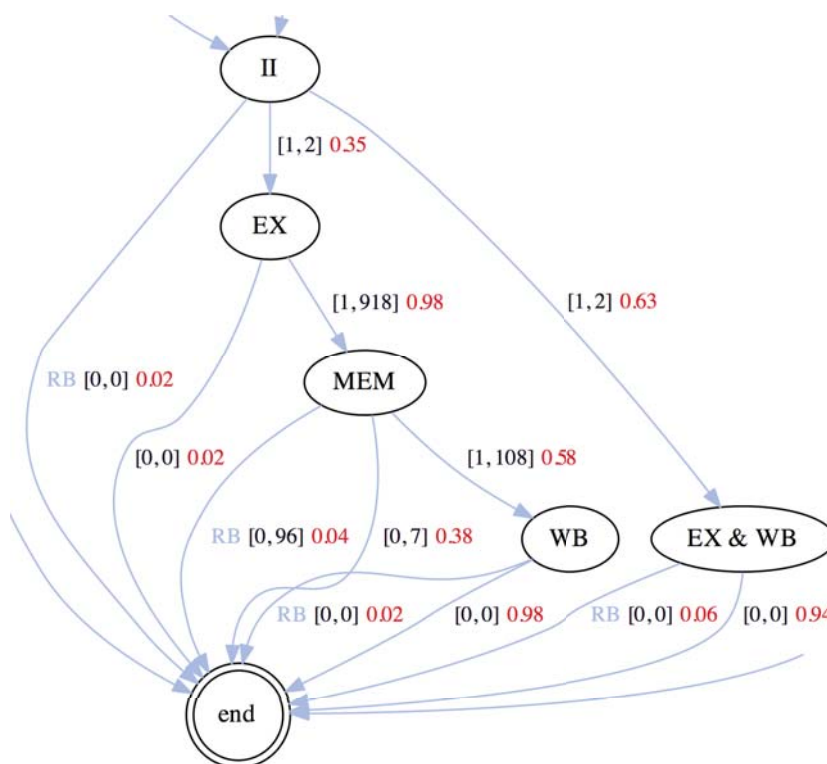 II
[1,2] 0.35
EX
[1,918] 0.98
[1,2] 0.63
RB [0,0] 0.02
MEM
[0,0] 0.02
[1,108] 0.58
RB [0,96] 0.04
[0,7] 0.38
WB
EX & WB
RB [0,0] 0.02
[0,0] 0.98
RB [0,0] 0.06
[0,0] 0.94
end